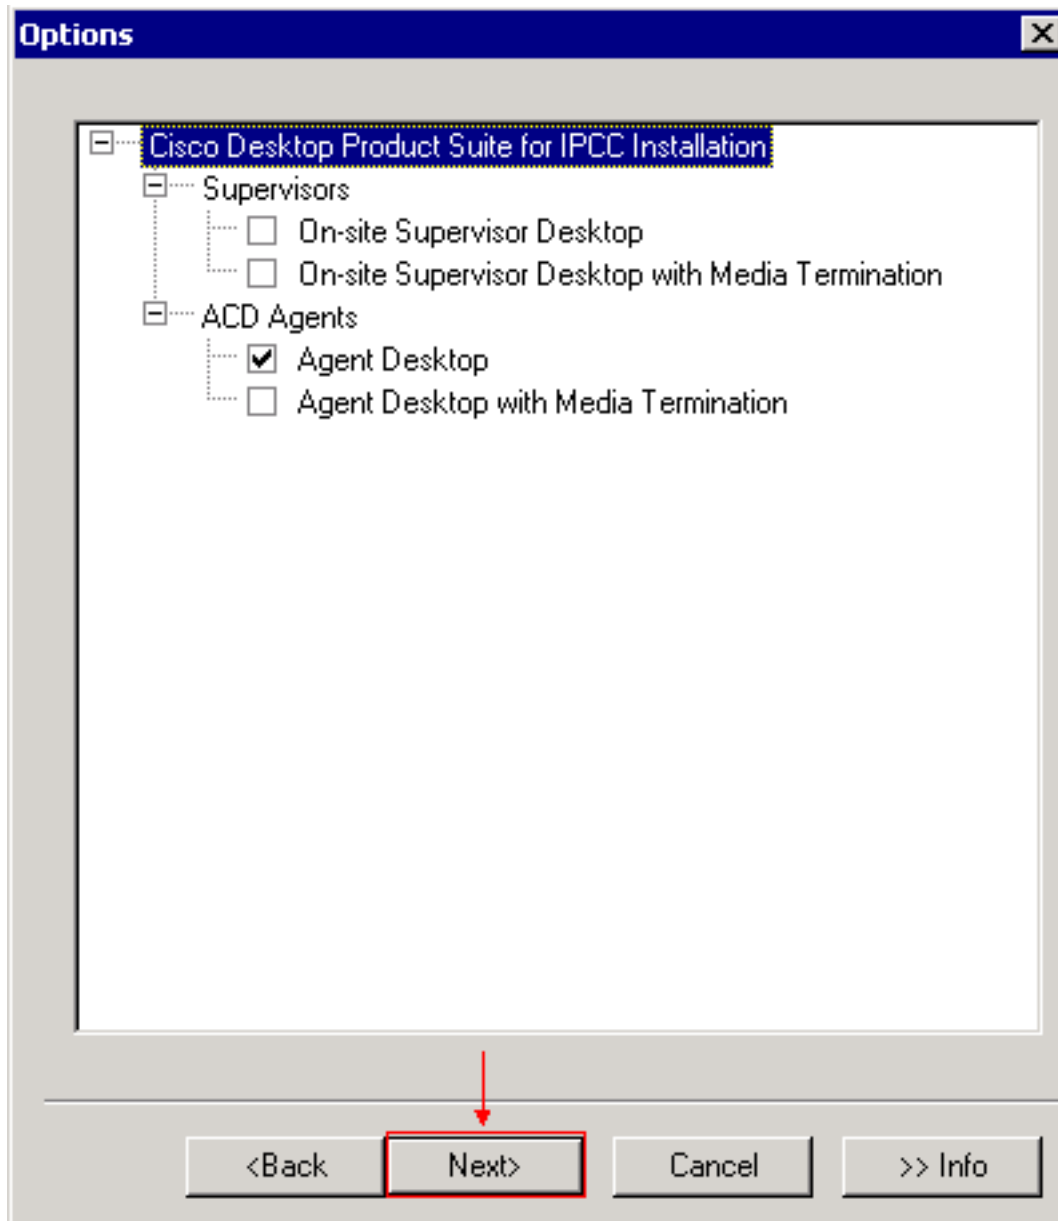 Options
Cisco Desktop Product Suite for IPCC Installation
Supervisors
On-site Supervisor Desktop
On-site Supervisor Desktop with Media Termination
ACD Agents
Agent Desktop
Agent Desktop with Media Termination
<Back Next> Cancel >> Info